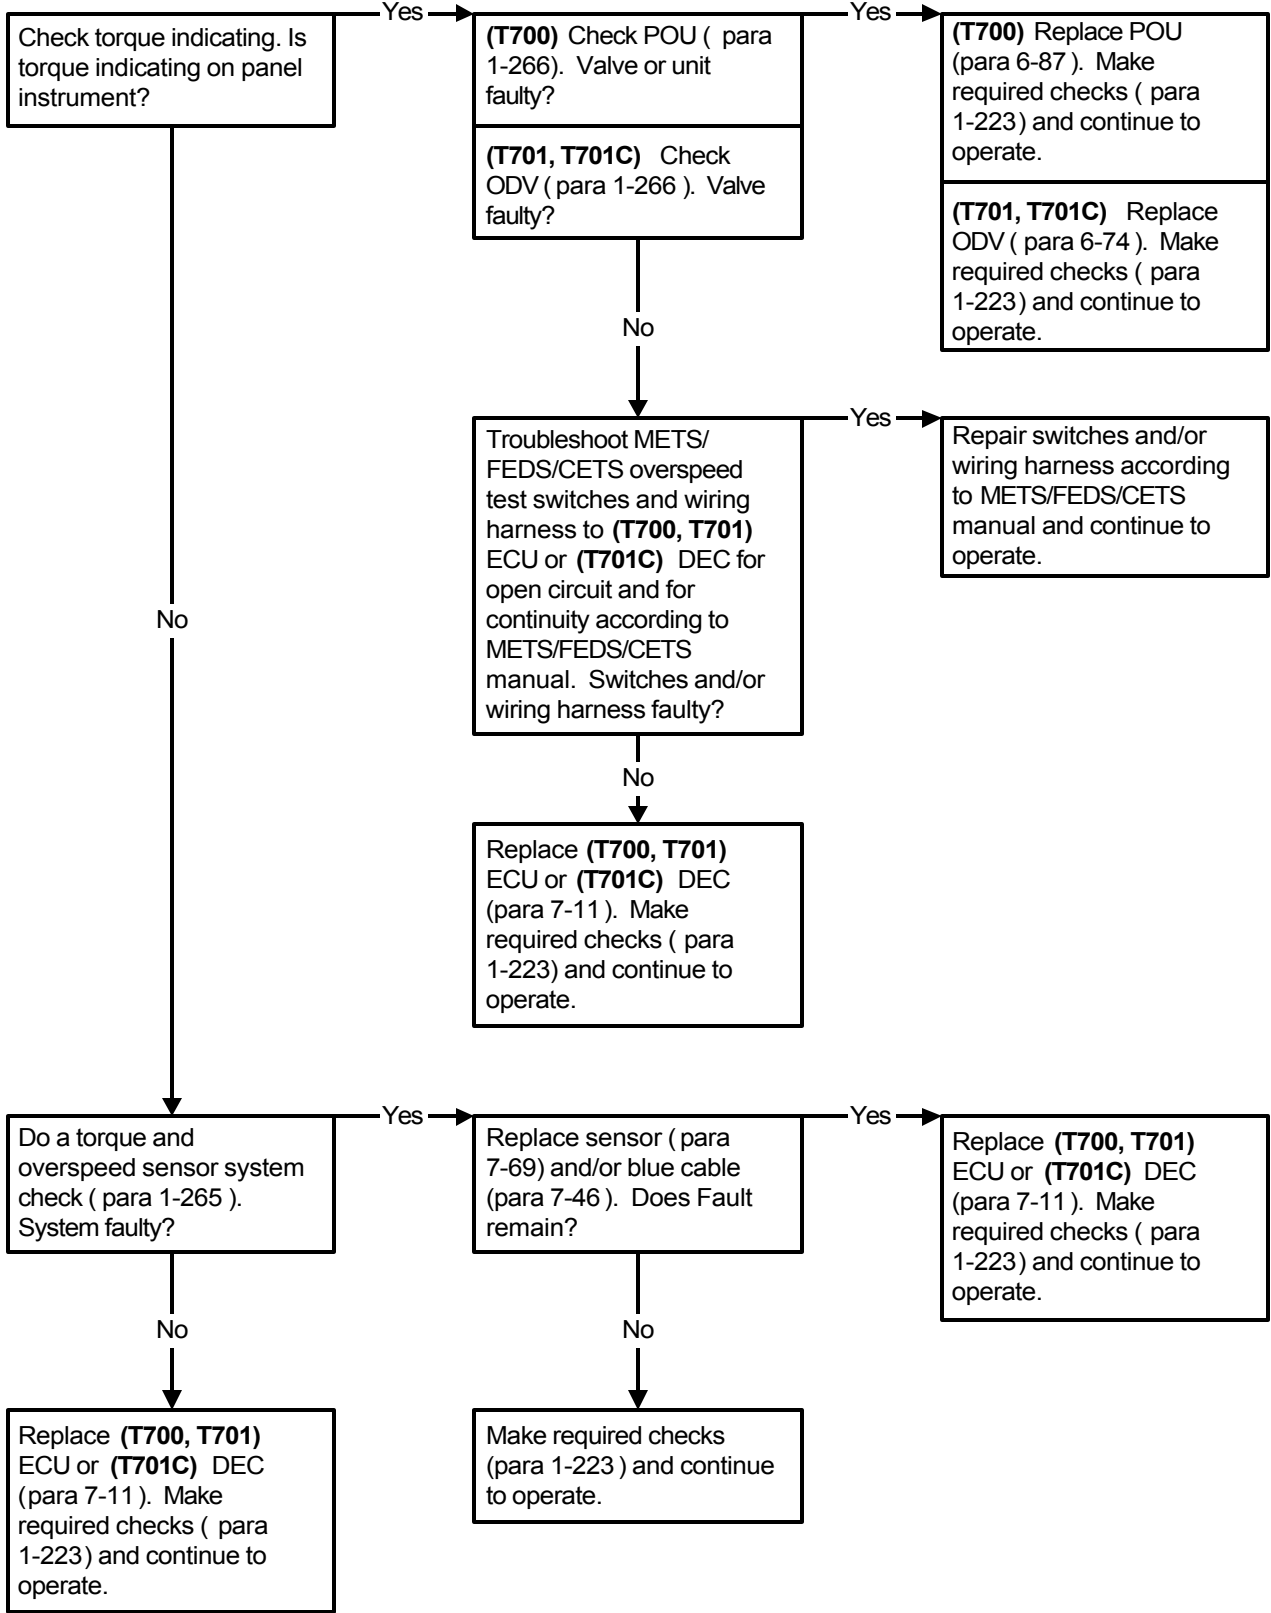 Check torque indicating. Is
torque indicating on panel
instrument?
Yes
(T700) Check POU ( para
1-266). Valve or unit
faulty?
(T701, T701C) Check
ODV ( para 1-266 ). Valve
faulty?
Yes
(T700) Replace POU
(para 6-87 ). Make
required checks ( para
1-223 ) and continue to
operate.
(T701, T701C) Replace
ODV ( para 6-74 ). Make
required checks ( para
1-223 ) and continue to
operate.
No
Troubleshoot METS/
FEDS/CETS overspeed
test switches and wiring
harness to (T700, T701)
ECU or (T701C) DEC for
open circuit and for
continuity according to
METS/FEDS/CETS
manual. Switches and/or
wiring harness faulty?
Yes
Repair switches and/or
wiring harness according
to METS/FEDS/CETS
manual and continue to
operate.
No
No
Replace (T700, T701)
ECU or (T701C) DEC
(para 7-11 ). Make
required checks ( para
1-223) and continue to
operate.
Do a torque and
overspeed sensor system
check ( para 1-265 ).
System faulty?
Yes
Replace sensor ( para
7-69) and/or blue cable
(para 7-46 ). Does Fault
remain?
Yes
Replace (T700, T701)
ECU or (T701C) DEC
(para 7-11 ). Make
required checks ( para
1-223 ) and continue to
operate.
No
No
Replace (T700, T701)
ECU or (T701C) DEC
(para 7-11 ). Make
required checks ( para
1-223 ) and continue to
operate.
Make required checks
(para 1-223 ) and continue
to operate.